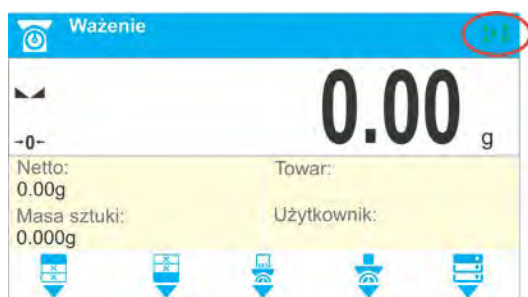 Ważenie
0.00 g
→0←
Netto:
0.00g
Towar:
Masa sztuki:
0.000g
Użytkownik: